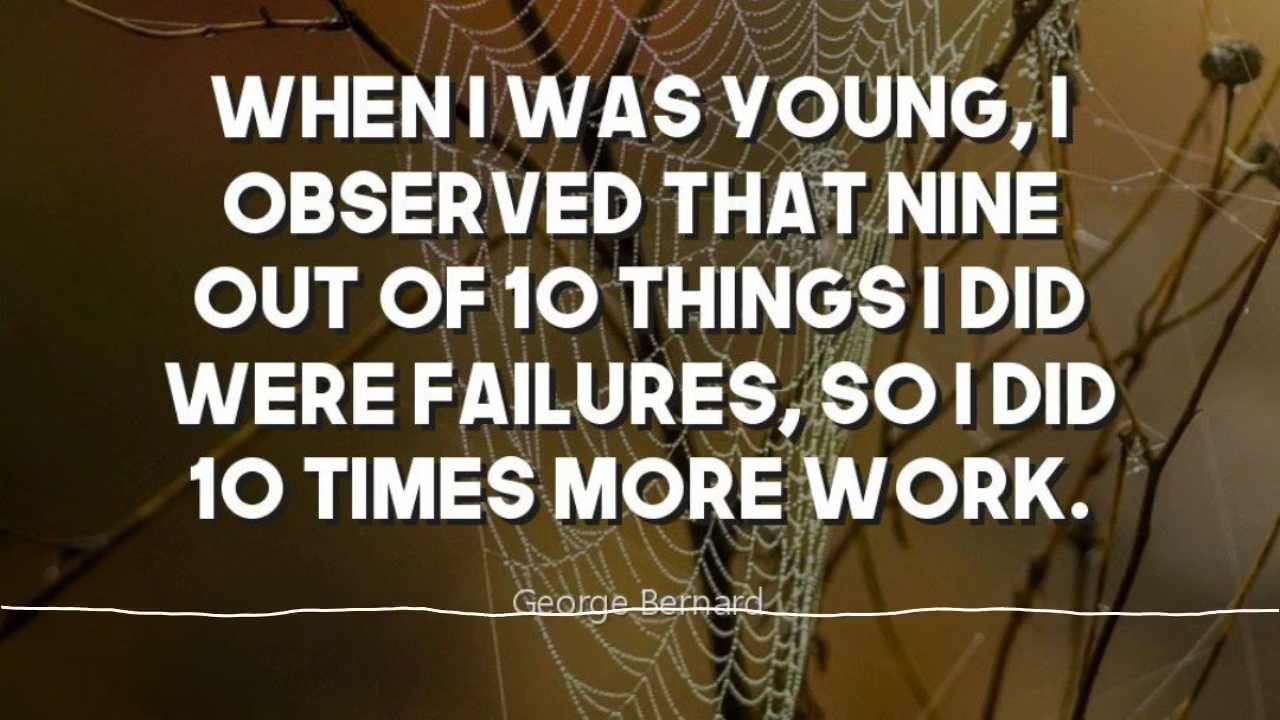 WHEN I WAS YOUNG, I
OBSERVED THAT NINE
OUT OF 10 THINGS I DID
WERE FAILURES, SO I DID
10 TIMES MORE WORK.
George Bernard